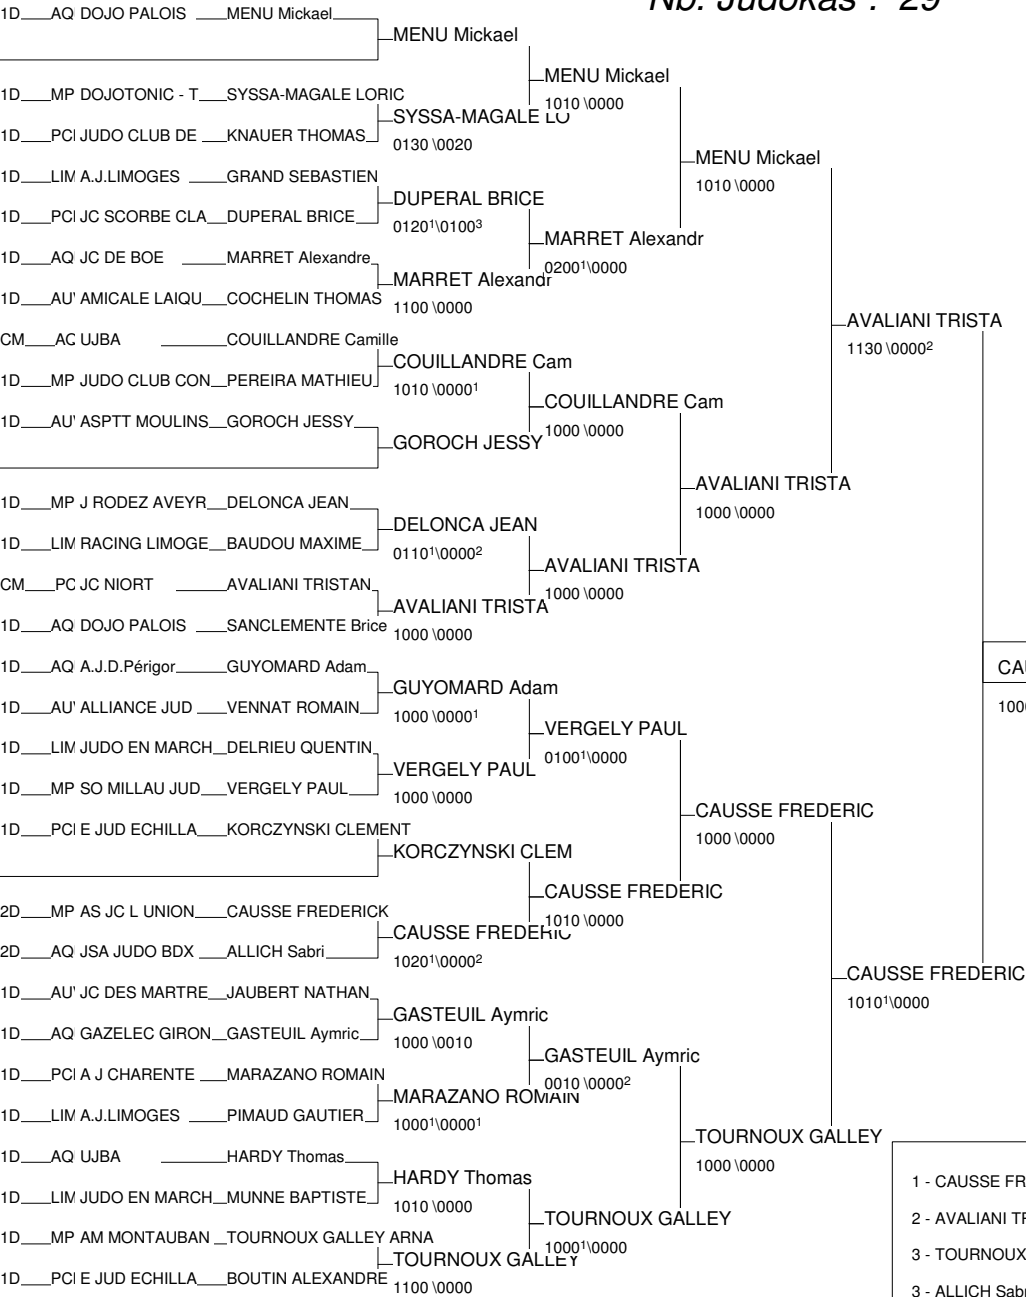 Nb. Judokas : 29
1D AQ DOJO PALOIS MENU Mickael
MENU Mickael
MENU Mickael
1010 \0000
1D MP DOJOTONIC - T SYSSA-MAGALE LORIC
SYSSA-MAGALE LO
0130 \0020
1D PCI JUDO CLUB DE KNAUER THOMAS
MENU Mickael
1010 \0000
1D LIM A.J.LIMOGES GRAND SEBASTIEN
DUPERAL BRICE
0120¹\0100³
1D PCI JC SCORBE CLA DUPERAL BRICE
MARRET Alexandr
0200¹\0000
1D AQ JC DE BOE MARRET Alexandre
MARRET Alexandr
1100 \0000
1D AU' AMICALE LAIQU COCHELIN THOMAS
AVALIANI TRISTA
1130 \0000²
CM AQ UJBA COUILLANDRE Camille
COUILLANDRE Cam
1010 \0000¹
1D MP JUDO CLUB CON PEREIRA MATHIEU
COUILLANDRE Cam
1000 \0000
1D AU' ASPTT MOULINS GOROCH JESSY
GOROCH JESSY
AVALIANI TRISTA
1000 \0000
1D MP J RODEZ AVEYR DELONCA JEAN
DELONCA JEAN
0110¹\0000²
1D LIM RACING LIMOGE BAUDOU MAXIME
AVALIANI TRISTA
1000 \0000
CM PC JC NIORT AVALIANI TRISTAN
AVALIANI TRISTA
1000 \0000
1D AQ DOJO PALOIS SANCLEMENTE Brice
1D AQ A.J.D.Périgor GUYOMARD Adam
CAU
100
GUYOMARD Adam
1000 \0000¹
1D AU' ALLIANCE JUD VENNAT ROMAIN
VERGELY PAUL
0100¹\0000
1D LIM JUDO EN MARCH DELRIEU QUENTIN
VERGELY PAUL
1000 \0000
1D MP SO MILLAU JUD VERGELY PAUL
CAUSSE FREDERIC
1000 \0000
1D PCI E JUD ECHILLA KORCZYNSKI CLEMENT
KORCZYNSKI CLEM
CAUSSE FREDERIC
1010 \0000
2D MP AS JC L UNION CAUSSE FREDERICK
CAUSSE FREDERIC
1020¹\0000²
2D AQ JSA JUDO BDX ALLICH Sabri
CAUSSE FREDERIC
1010¹\0000
1D AU' JC DES MARTRE JAUBERT NATHAN
GASTEUIL Aymric
1000 \0010
1D AQ GAZELEC GIRON GASTEUIL Aymric
GASTEUIL Aymric
0010 \0000²
1D PCI A J CHARENTE MARAZANO ROMAIN
MARAZANO ROMAIN
1000¹\0000¹
1D LIM A.J.LIMOGES PIMAUD GAUTIER
TOURNOUX GALLEY
1000 \0000
1D AQ UJBA HARDY Thomas
HARDY Thomas
1010 \0000
1D LIM JUDO EN MARCH MUNNE BAPTISTE
TOURNOUX GALLEY
1000¹\0000
1D MP AM MONTAUBAN TOURNOUX GALLEY ARNA
TOURNOUX GALLEY
1100 \0000
1D PCI E JUD ECHILLA BOUTIN ALEXANDRE
1 - CAUSSE FR
2 - AVALIANI TR
3 - TOURNOUX
3 - ALLICH Sabr